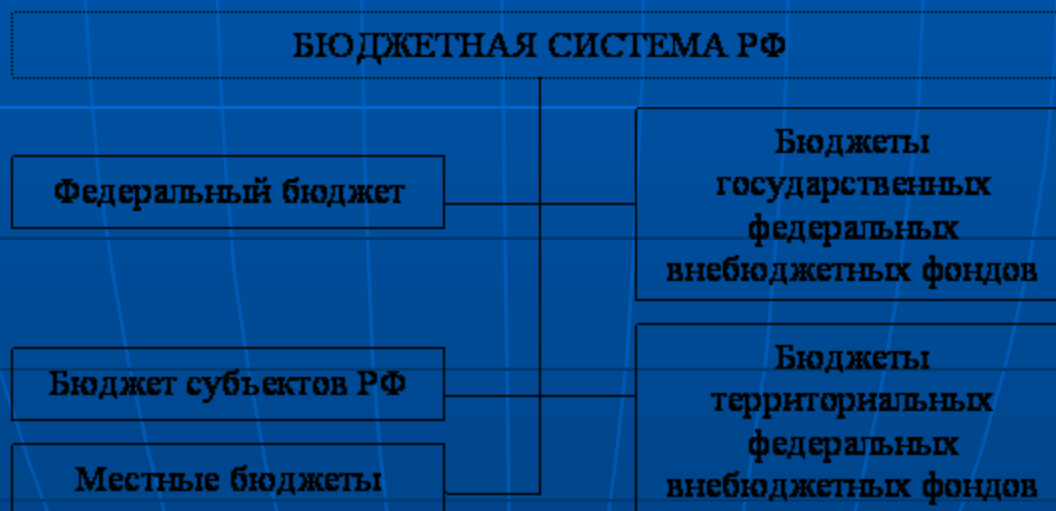 БЮДЖЕТНАЯ СИСТЕМА РФ
Федеральный бюджет
Бюджеты
государственных
федеральных
внебюджетных фондов
Бюджет субъектов РФ
Бюджеты
территориальных
федеральных
внебюджетных фондов
Местные бюджеты